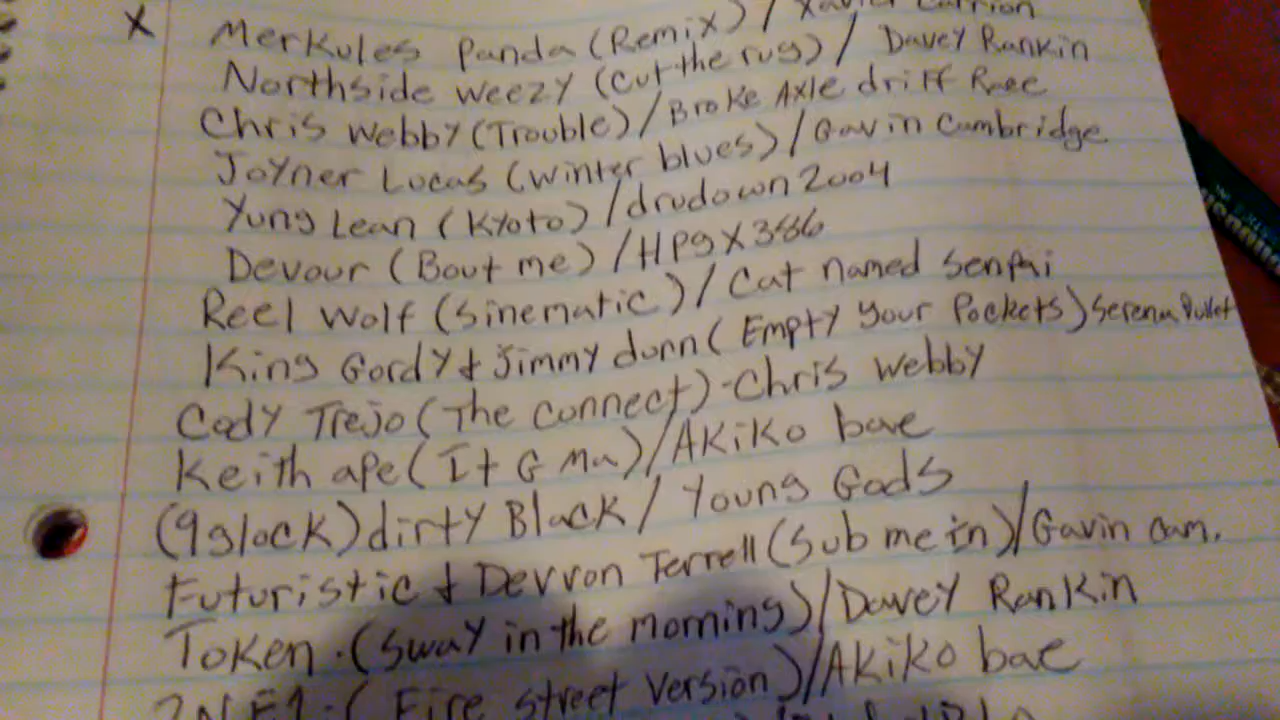 X Merkules Panda (Remix) / Xavier Carrion
Northside Weezy (Cut the rug) / Davey Rankin
Chris Webby (Trouble) / Broke Axle drift Race
Joyner Lucas (Winter blues) / Gavin Cambridge
Yung Lean (Kyoto) / drudown2004
Devour (Bout me) / HPgX386
Reel Wolf (Sinematic) / Cat named Senpai
King Gordy & Jimmy donn (Empty your Pockets) Serena
Cody Trejo (The connect) - Chris Webby
Keith ape (It G Ma) / Akiko bae
(9glock) dirty Black / Young Gods
Futuristic & Devvon Terrell (Sub me in) / Gavin cam.
Token. (Sway in the morning) / Davey Rankin
2NE1. (Fire street Version) / Akiko bae